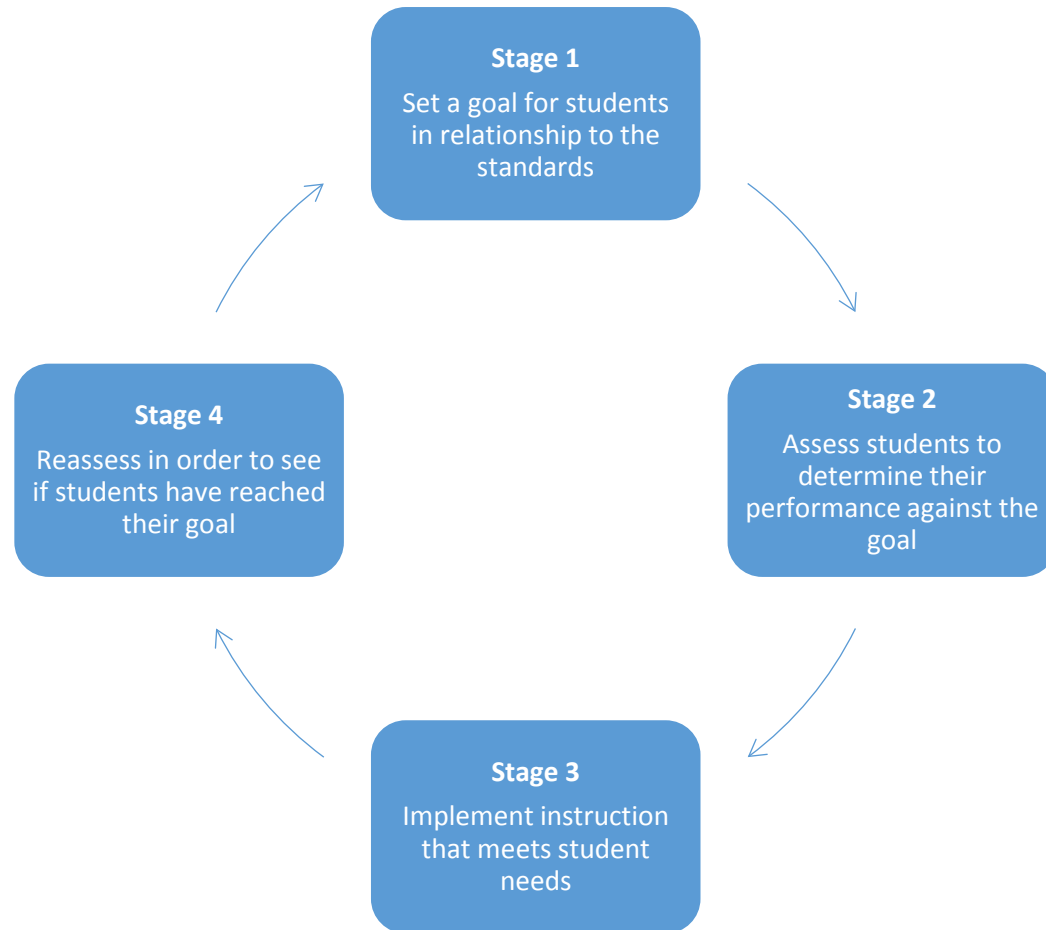 Stage 1
Set a goal for students
in relationship to the
standards
Stage 2
Assess students to
determine their
performance against the
goal
Stage 3
Implement instruction
that meets student
needs
Stage 4
Reassess in order to see
if students have reached
their goal